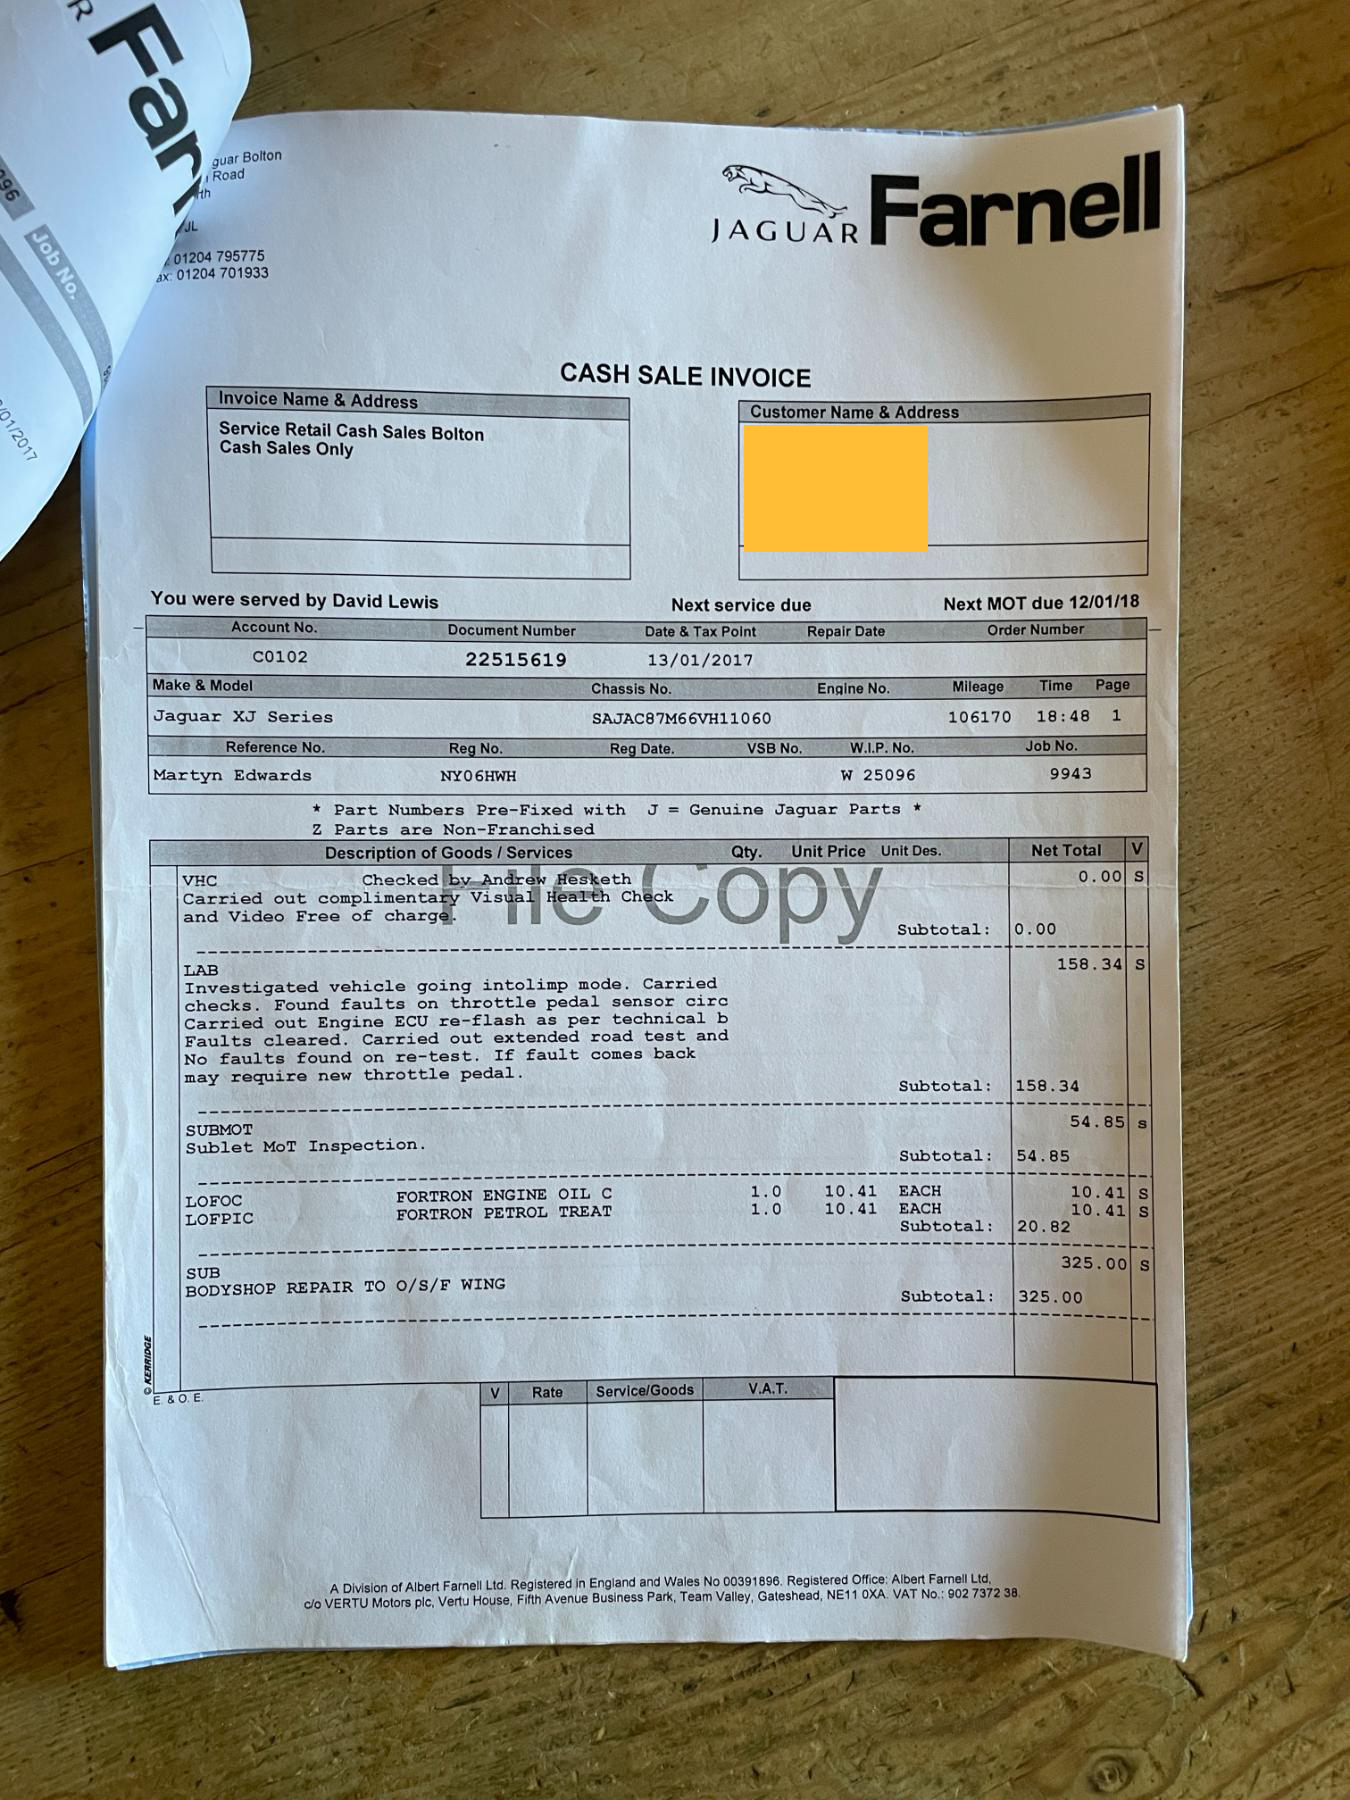 R
Farn
96
Job No.
/01/2017
guar Bolton
Road
JL
01204 795775
ax: 01204 701933
JAGUAR Farnell
CASH SALE INVOICE
Invoice Name & Address
Service Retail Cash Sales Bolton
Cash Sales Only
Customer Name & Address
You were served by David Lewis Next service due Next MOT due 12/01/18
Account No. Document Number Date & Tax Point Repair Date Order Number
C0102 22515619 13/01/2017
Make & Model Chassis No. Engine No. Mileage Time Page
Jaguar XJ Series SAJAC87M66VH11060 106170 18:48 1
Reference No. Reg No. Reg Date. VSB No. W.I.P. No. Job No.
Martyn Edwards NY06HWH W 25096 9943
* Part Numbers Pre-Fixed with J = Genuine Jaguar Parts *
Z Parts are Non-Franchised
Description of Goods / Services Qty. Unit Price Unit Des. Net Total V
File Copy
VHC Checked by Andrew Hesketh 0.00 S
Carried out complimentary Visual Health Check
and Video Free of charge.
Subtotal: 0.00
LAB 158.34 S
Investigated vehicle going intolimp mode. Carried
checks. Found faults on throttle pedal sensor circ
Carried out Engine ECU re-flash as per technical b
Faults cleared. Carried out extended road test and
No faults found on re-test. If fault comes back
may require new throttle pedal.
Subtotal: 158.34
SUBMOT 54.85 S
Sublet MoT Inspection.
Subtotal: 54.85
LOFOC FORTRON ENGINE OIL C 1.0 10.41 EACH 10.41 S
LOFPIC FORTRON PETROL TREAT 1.0 10.41 EACH 10.41 S
Subtotal: 20.82
SUB 325.00 S
BODYSHOP REPAIR TO O/S/F WING
Subtotal: 325.00
© KERRIDGE
E. & O. E.
V Rate Service/Goods V.A.T.
A Division of Albert Farnell Ltd. Registered in England and Wales No 00391896. Registered Office: Albert Farnell Ltd,
c/o VERTU Motors plc, Vertu House, Fifth Avenue Business Park, Team Valley, Gateshead, NE11 0XA. VAT No.: 902 7372 38.